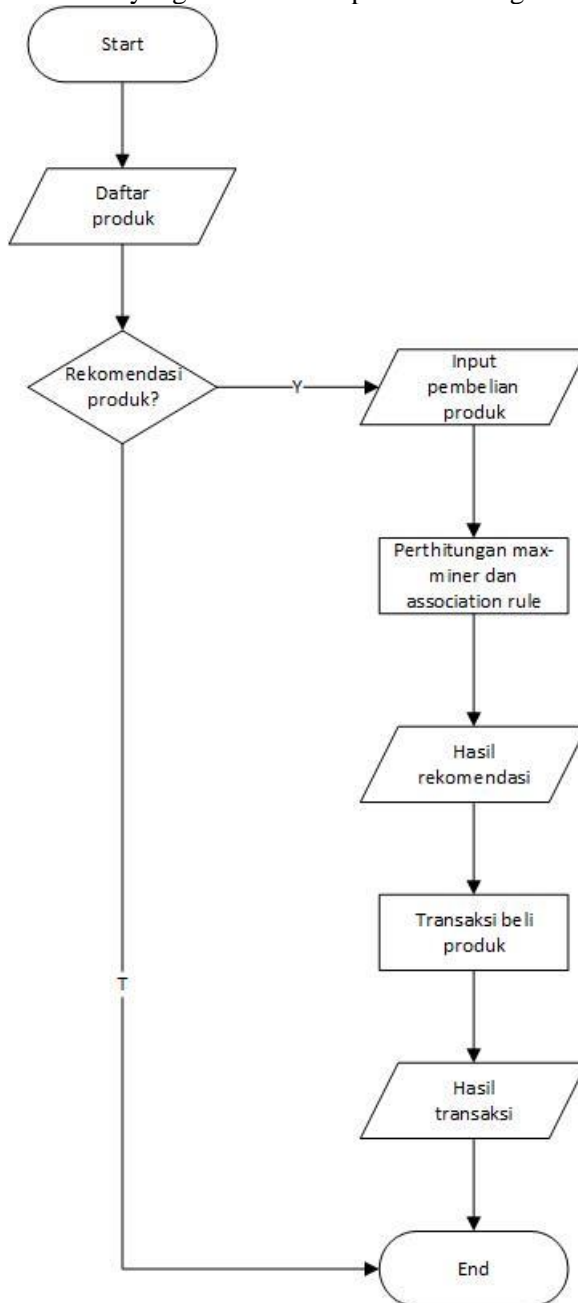 Start
Daftar
produk
Rekomendasi
produk?
Y
Input
pembelian
produk
Perthitungan max-
miner dan
association rule
Hasil
rekomendasi
Transaksi beli
produk
T
Hasil
transaksi
End